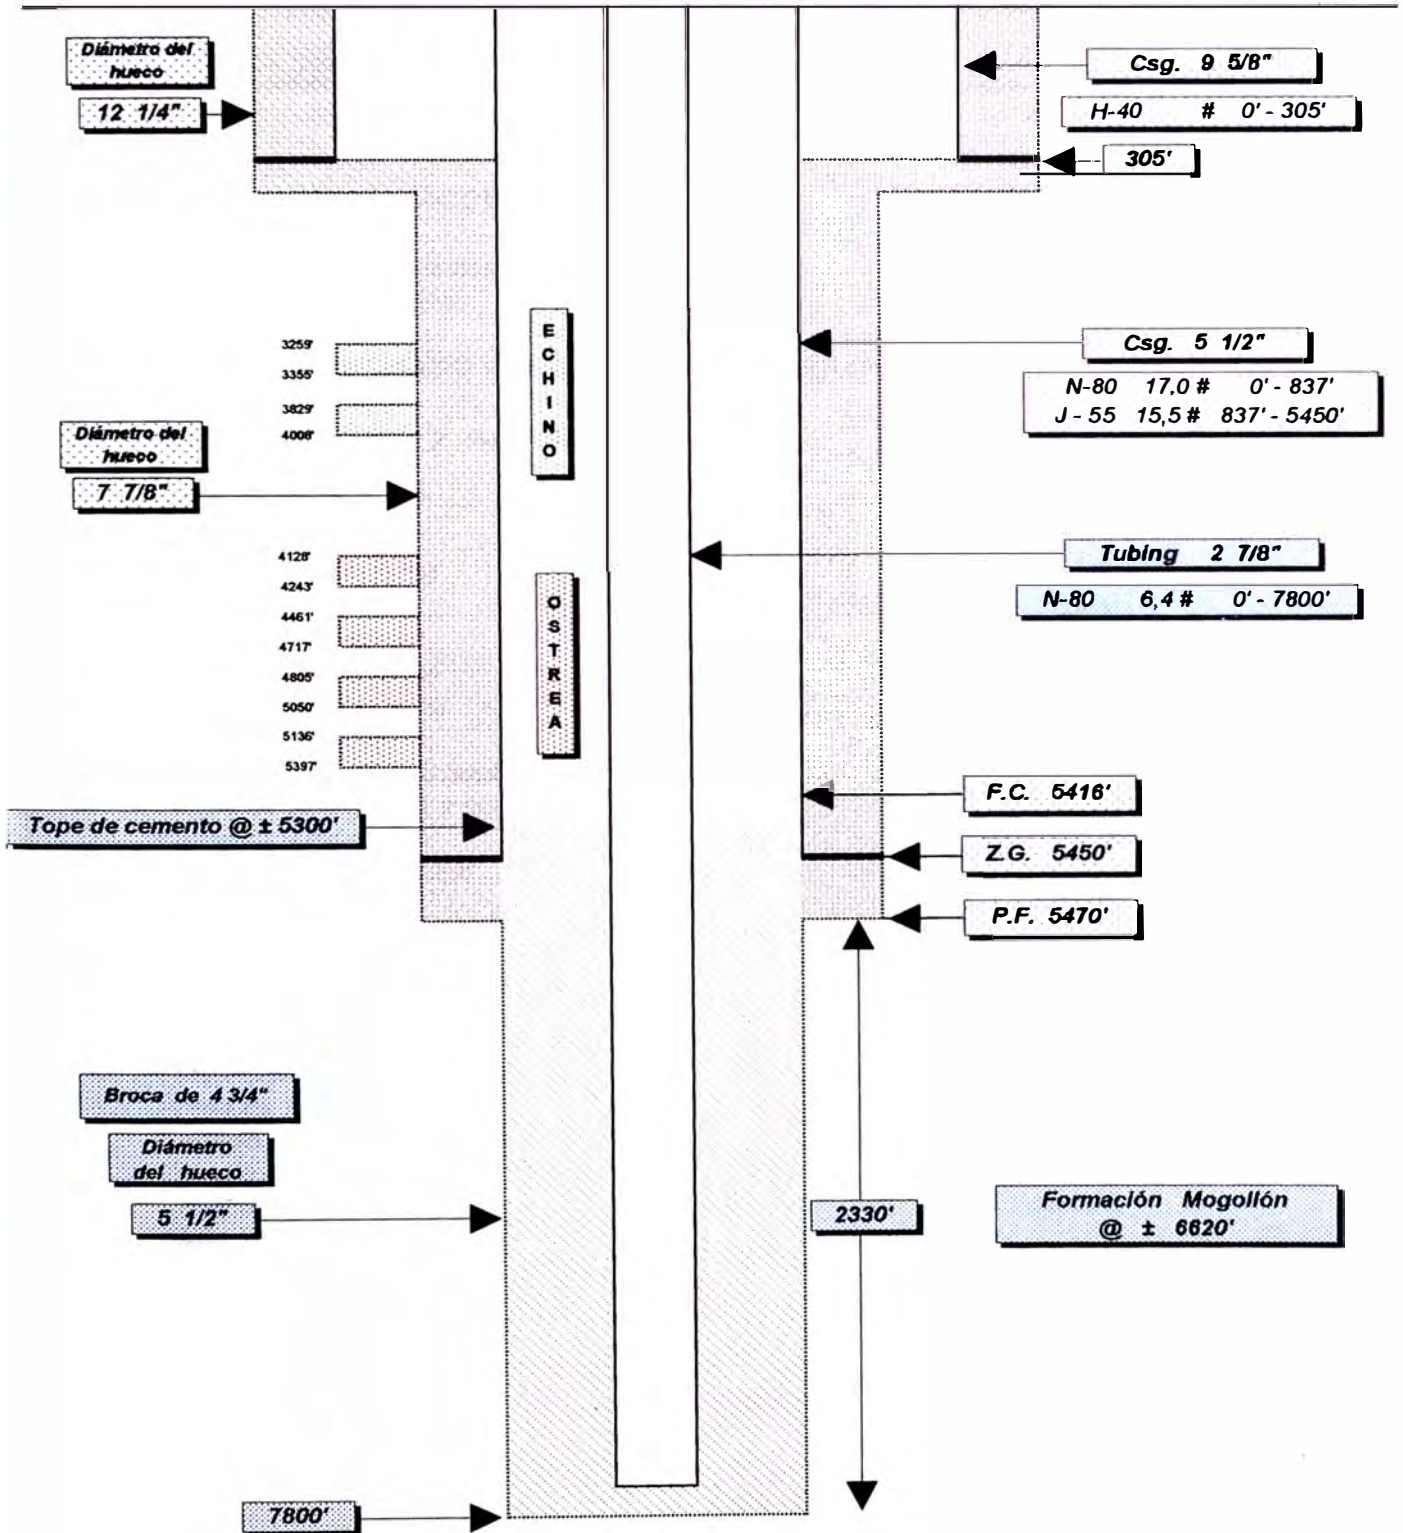 Diámetro del
hueco
12 1/4"
Csg. 9 5/8"
H-40 # 0' - 305'
305'
3259'
3355'
3829'
4008'
Diámetro del
hueco
7 7/8"
4128'
4243'
4461'
4717'
4805'
5050'
5136'
5397'
Tope de cemento @ ± 5300'
ECHINO
OSTREA
Csg. 5 1/2"
N-80 17,0 # 0' - 837'
J - 55 15,5 # 837' - 5450'
Tubing 2 7/8"
N-80 6,4 # 0' - 7800'
F.C. 5416'
Z.G. 5450'
P.F. 5470'
Broca de 4 3/4"
Diámetro
del hueco
5 1/2"
2330'
Formación Mogollón
@ ± 6620'
7800'